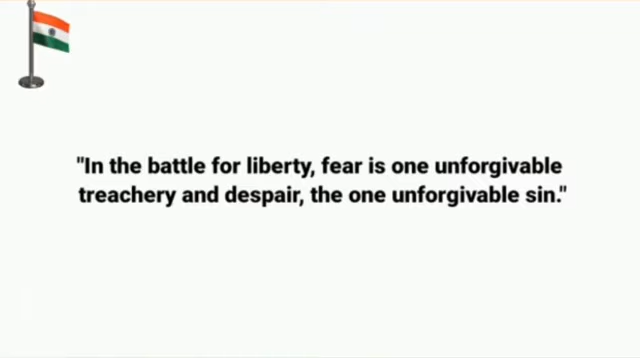 "In the battle for liberty, fear is one unforgivable
treachery and despair, the one unforgivable sin."